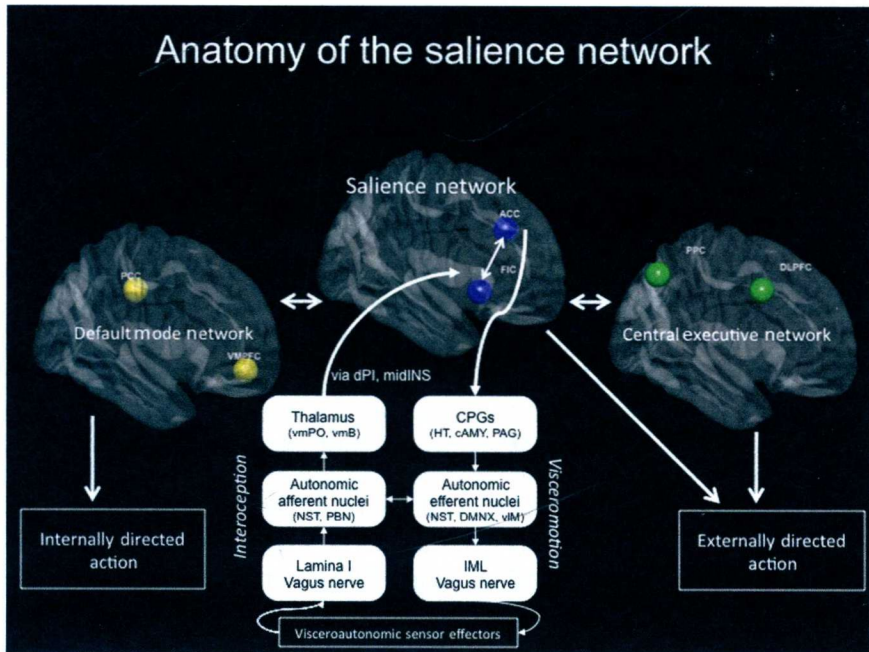 Anatomy of the salience network
Salience network
ACC
FIC
PCC
Default mode network
VMPFC
PPC
DLPFC
Central executive network
via dPI, midINS
Thalamus
(vmPO, vmB)
CPGs
(HT, cAMY, PAG)
Interoception
Autonomic
afferent nuclei
(NST, PBN)
Autonomic
efferent nuclei
(NST, DMNX, vIM)
Visceromotion
Lamina I
Vagus nerve
IML
Vagus nerve
Visceroautonomic sensor effectors
Internally directed
action
Externally directed
action